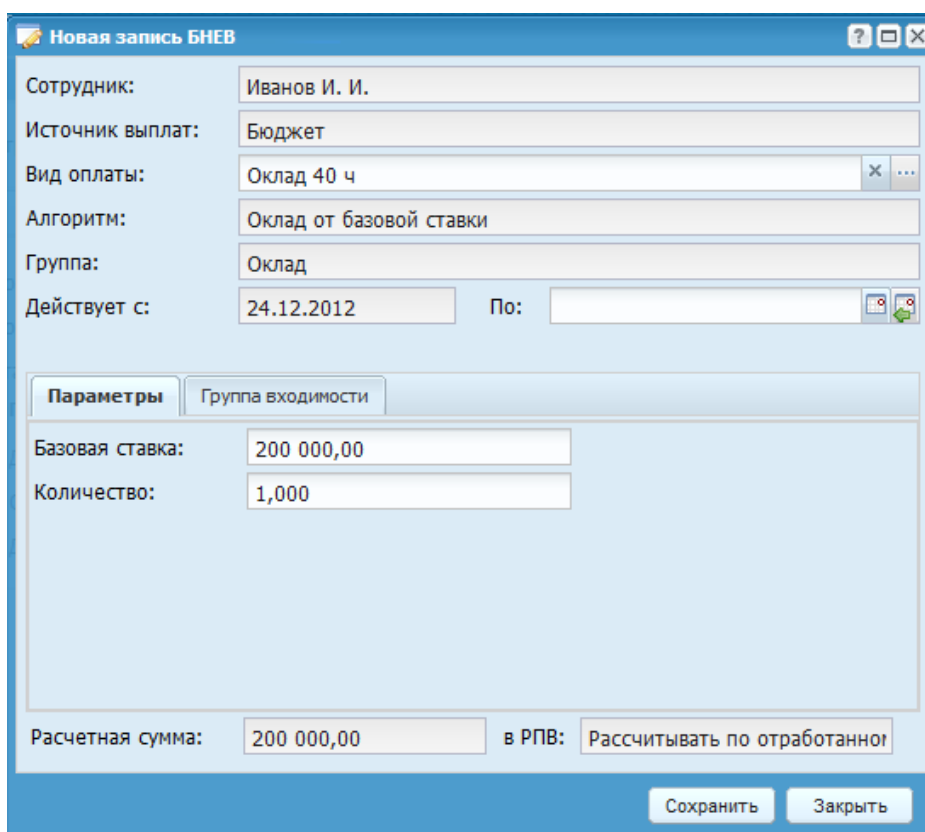 Новая запись БНЕВ
Сотрудник: Иванов И. И.
Источник выплат: Бюджет
Вид оплаты: Оклад 40 ч
Алгоритм: Оклад от базовой ставки
Группа: Оклад
Действует с: 24.12.2012 По:
Параметры Группа входимости
Базовая ставка: 200 000,00
Количество: 1,000
Расчетная сумма: 200 000,00 в РПВ: Рассчитывать по отработанног
Сохранить Закрыть